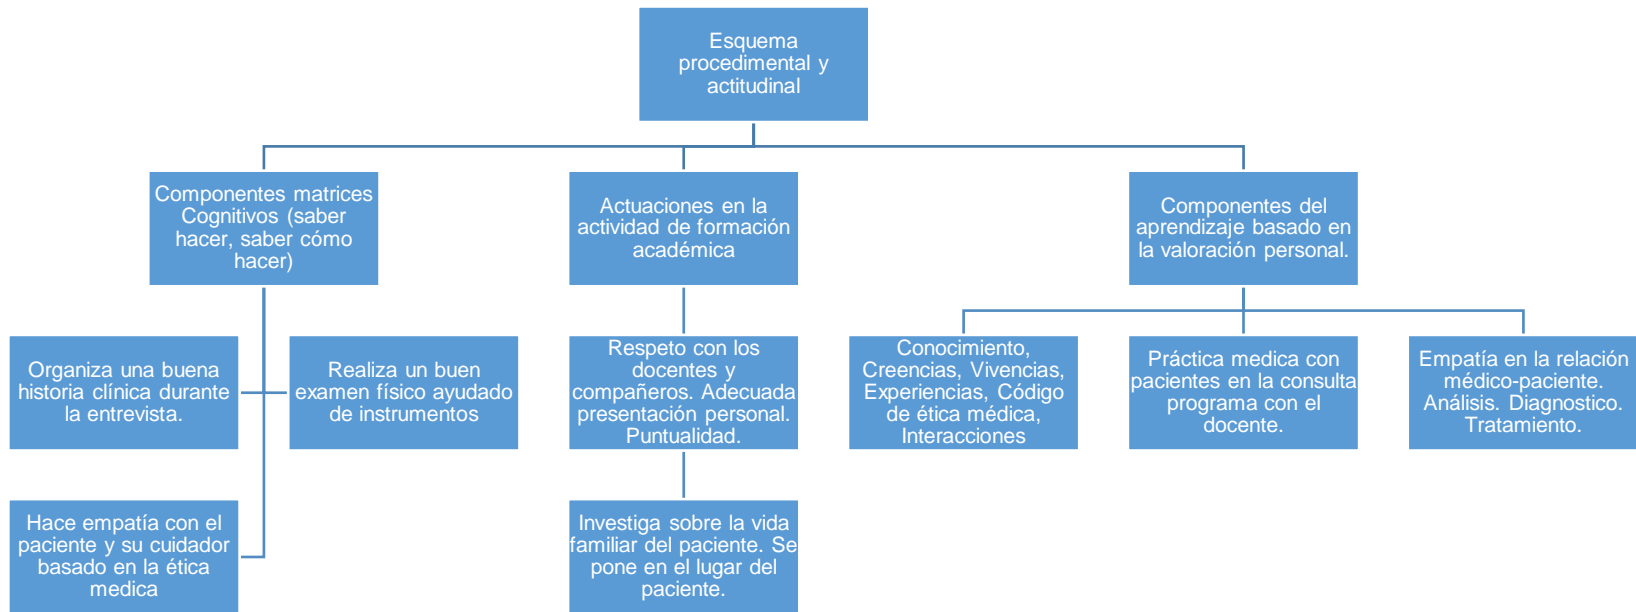 Esquema
procedimental y
actitudinal
Componentes matrices
Cognitivos (saber
hacer, saber cómo
hacer)
Actuaciones en la
actividad de formación
académica
Componentes del
aprendizaje basado en
la valoración personal.
Organiza una buena
historia clínica durante
la entrevista.
Realiza un buen
examen físico ayudado
de instrumentos
Respeto con los
docentes y
compañeros. Adecuada
presentación personal.
Puntualidad.
Conocimiento,
Creencias, Vivencias,
Experiencias, Código
de ética médica,
Interacciones
Práctica medica con
pacientes en la consulta
programa con el
docente.
Empatía en la relación
médico-paciente.
Análisis. Diagnostico.
Tratamiento.
Hace empatía con el
paciente y su cuidador
basado en la ética
medica
Investiga sobre la vida
familiar del paciente. Se
pone en el lugar del
paciente.